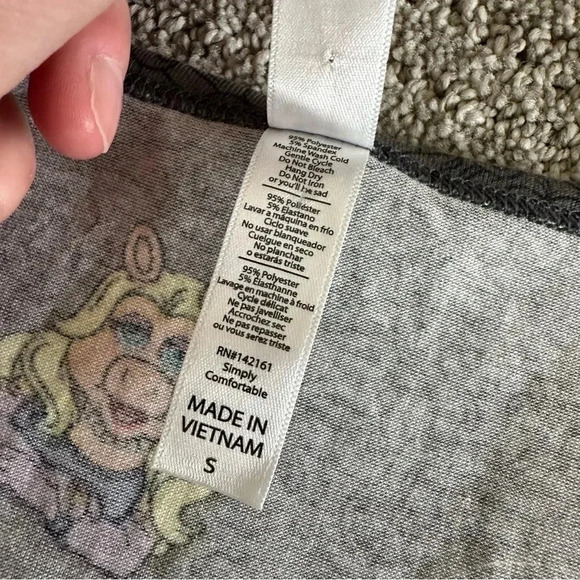 95% Polyester
5% Spandex
Machine Wash Cold
Gentle Cycle
Do Not Bleach
Hang Dry
Do Not Iron
or you'll be sad
95% Poliéster
5% Elastano
Lavar a máquina en frío
Ciclo suave
No usar blanqueador
Cuelgue en seco
No planchar
o estarás triste
95% Polyester
5% Élasthanne
Lavage en machine à froid
Cycle délicat
Ne pas Javelliser
Accrochez sec
Ne pas repasser
ou vous serez triste
RN#142161
Simply
Comfortable
MADE IN
VIETNAM
S